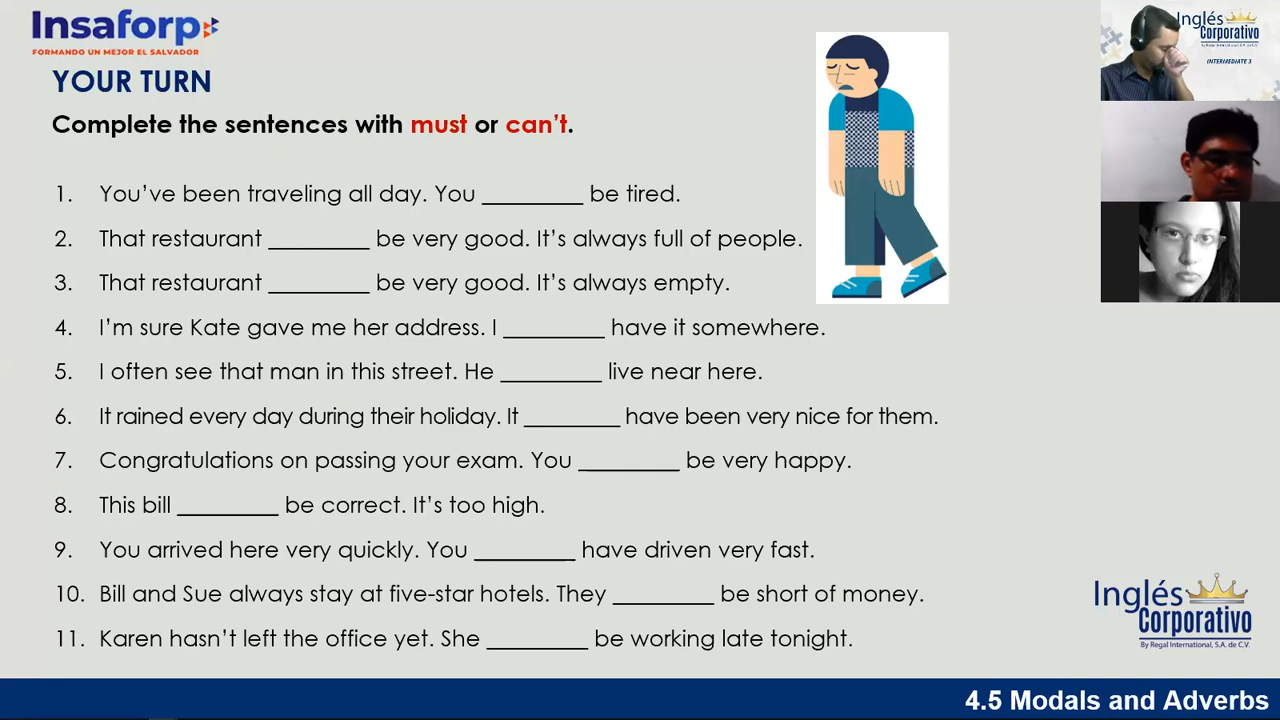 Insaforp
FORMANDO UN MEJOR EL SALVADOR
YOUR TURN
Complete the sentences with must or can't.
1. You've been traveling all day. You _________ be tired.
2. That restaurant _________ be very good. It's always full of people.
3. That restaurant _________ be very good. It's always empty.
4. I'm sure Kate gave me her address. I _________ have it somewhere.
5. I often see that man in this street. He _________ live near here.
6. It rained every day during their holiday. It _________ have been very nice for them.
7. Congratulations on passing your exam. You _________ be very happy.
8. This bill _________ be correct. It's too high.
9. You arrived here very quickly. You _________ have driven very fast.
10. Bill and Sue always stay at five-star hotels. They _________ be short of money.
11. Karen hasn't left the office yet. She _________ be working late tonight.
Inglés
Corporativo
By Regal International, S.A. de C.V.
INTERMEDIATE 3
Inglés
Corporativo
By Regal International, S.A. de C.V.
4.5 Modals and Adverbs